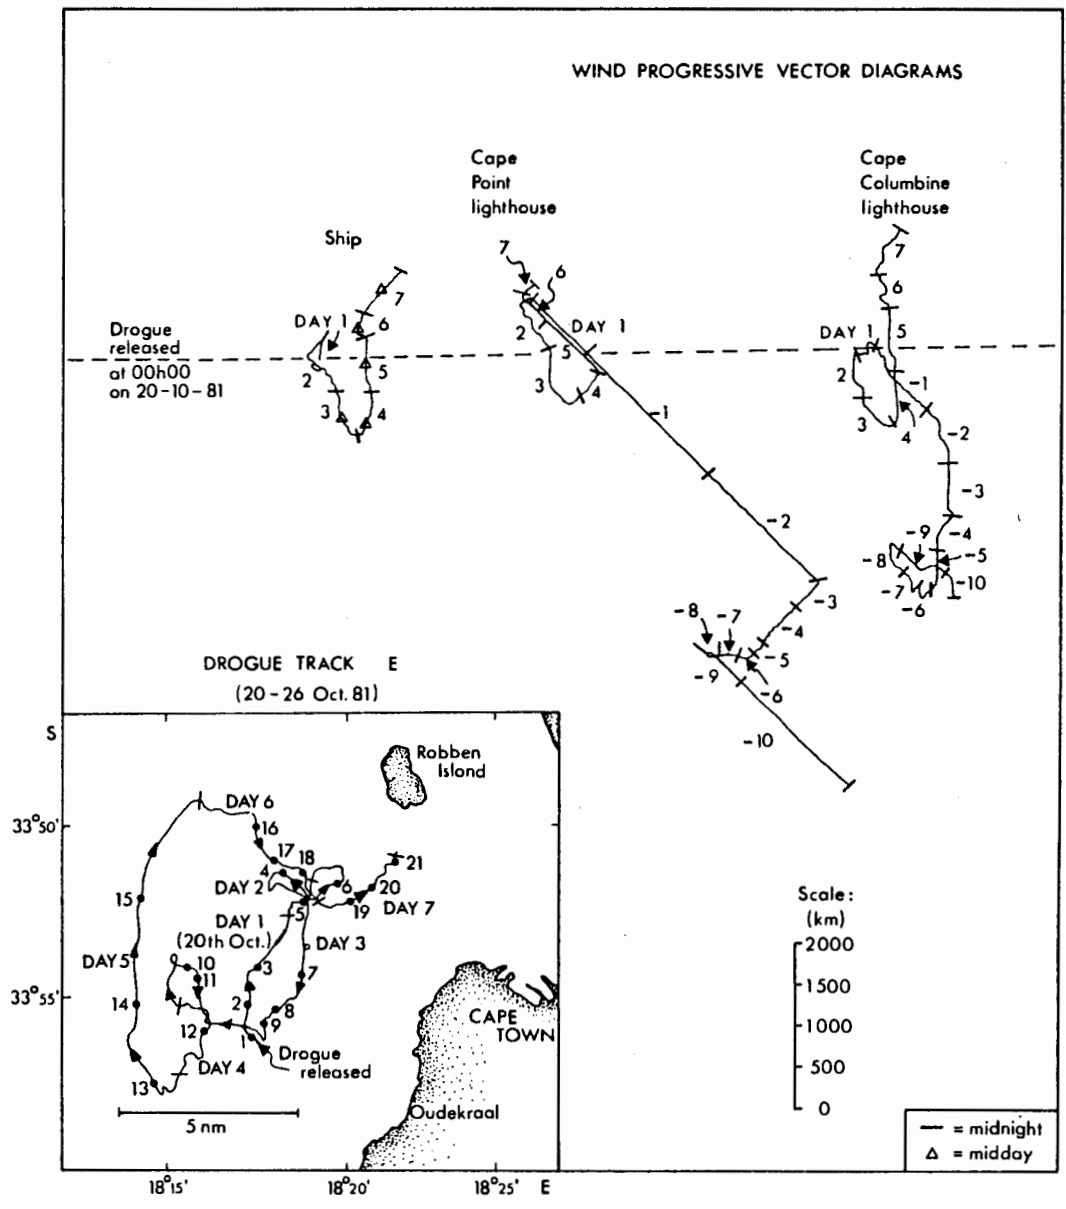 WIND PROGRESSIVE VECTOR DIAGRAMS
Cape
Point
lighthouse
Cape
Columbine
lighthouse
Ship
7
6
DAY 1
2
5
3
4
-1
-2
-3
-4
-5
-6
-7
-8
-9
-10
7
6
5
DAY 1
2
3
4
-1
-2
-3
-4
-5
-10
-9
-8
-7
-6
DAY 1
2
3
4
5
6
7
Drogue
released
at 00h00
on 20-10-81
DROGUE TRACK E
(20-26 Oct. 81)
S
33°50'
33°55'
Robben
Island
DAY 6
16
17
18
4
DAY 2
6
21
20
19
DAY 7
5
DAY 1
(20th Oct.)
DAY 3
15
DAY 5
10
11
3
7
14
2
8
9
12
1
Drogue
released
DAY 4
13
5 nm
CAPE
TOWN
Oudekraal
18°15'
18°20'
18°25'
E
Scale:
(km)
2000
1500
1000
500
0
= midnight
= midday